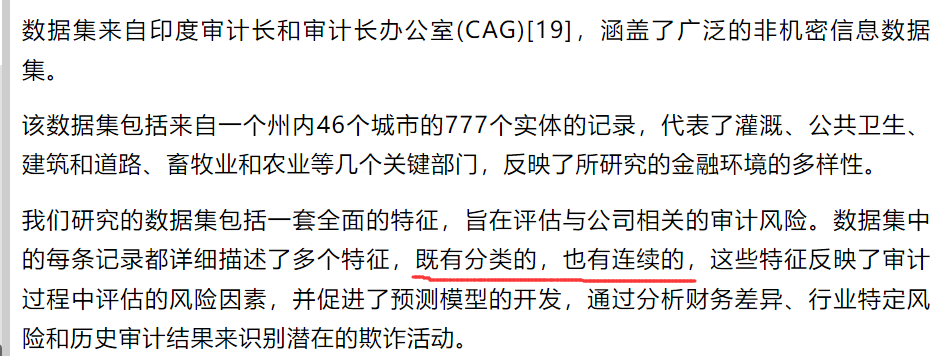 数据集来自印度审计长和审计长办公室(CAG)[19]，涵盖了广泛的非机密信息数据
集。
该数据集包括来自一个州内46个城市的777个实体的记录，代表了灌溉、公共卫生、
建筑和道路、畜牧业和农业等几个关键部门，反映了所研究的金融环境的多样性。
我们研究的数据集包括一套全面的特征，旨在评估与公司相关的审计风险。数据集中
的每条记录都详细描述了多个特征，既有分类的，也有连续的，这些特征反映了审计
过程中评估的风险因素，并促进了预测模型的开发，通过分析财务差异、行业特定风
险和历史审计结果来识别潜在的欺诈活动。